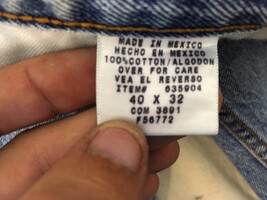 MADE IN MEXICO
HECHO EN MEXICO
100%COTTON/ALGODON
OVER FOR CARE
VEA EL REVERSO
ITEM# 635904
40 X 32
COM 3891
F56772